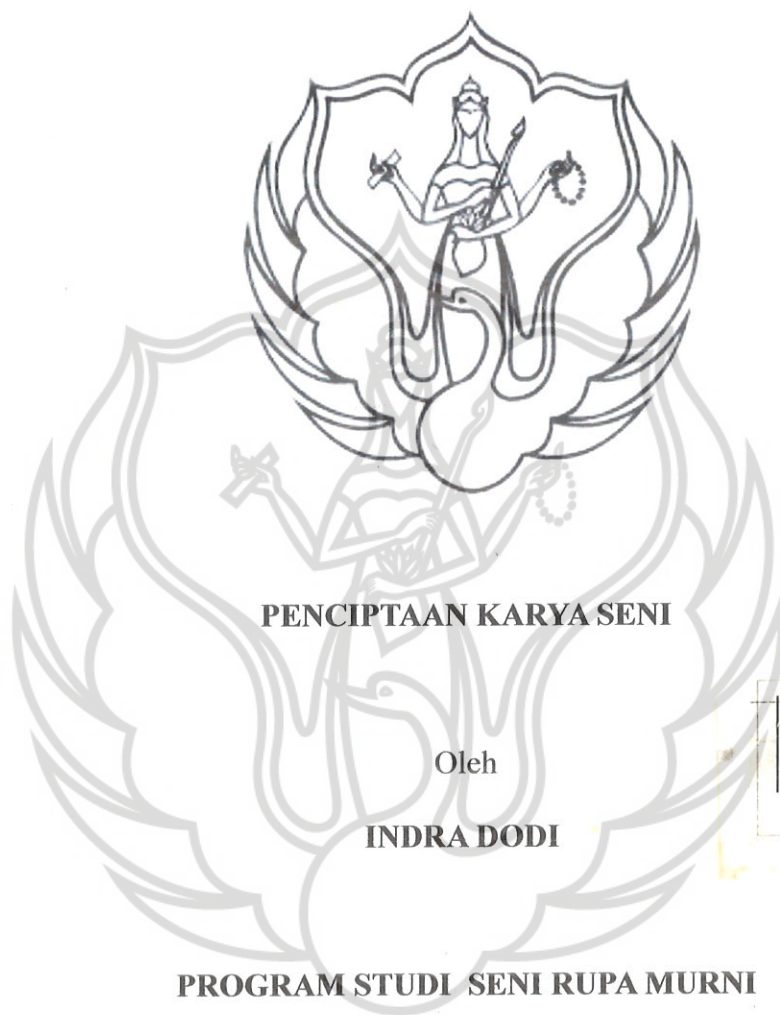 PENCIPTAAN KARYA SENI
Oleh
INDRA DODI
PROGRAM STUDI SENI RUPA MURNI